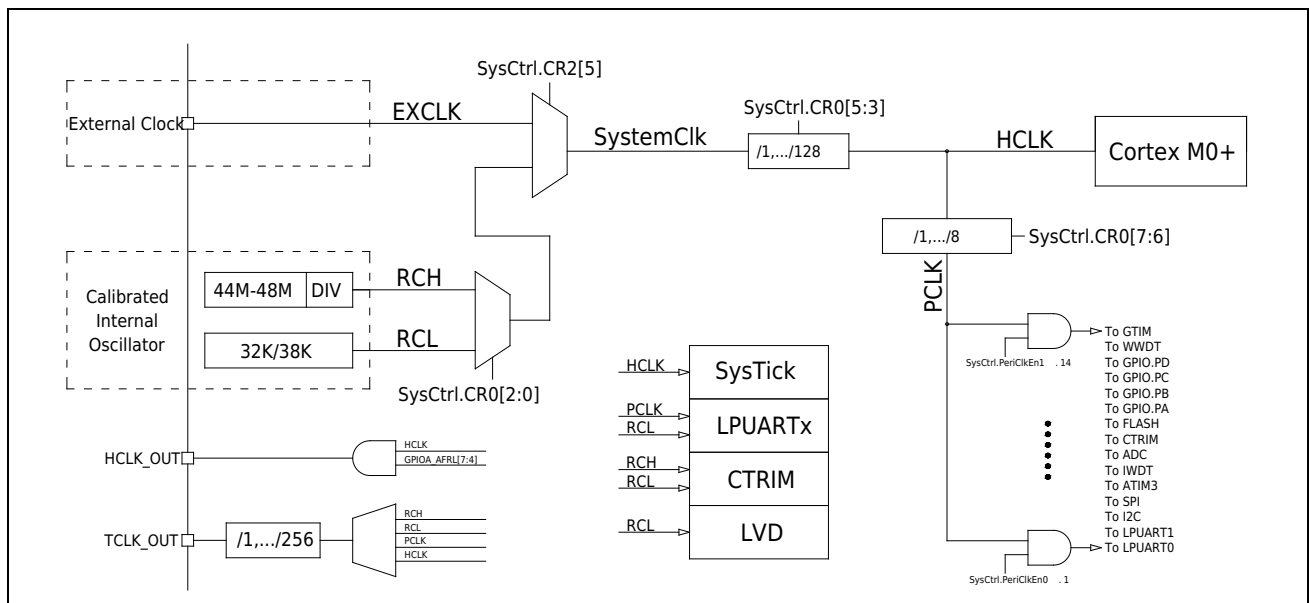 SysCtrl.CR2[5]
External Clock
EXCLK
SystemClk
SysCtrl.CR0[5:3]
/1,.../128
HCLK
Cortex M0+
/1,.../8
SysCtrl.CR0[7:6]
PCLK
Calibrated
Internal
Oscillator
44M-48M
DIV
RCH
32K/38K
RCL
SysCtrl.CR0[2:0]
HCLK_OUT
HCLK
GPIOA_AFRL[7:4]
TCLK_OUT
/1,.../256
RCH
RCL
PCLK
HCLK
HCLK
SysTick
PCLK
RCL
LPUARTx
RCH
RCL
CTRIM
RCL
LVD
SysCtrl.PeriClkEn1 . 14
To GTIM
To WWDT
To GPIO.PD
To GPIO.PC
To GPIO.PB
To GPIO.PA
To FLASH
To CTRIM
To ADC
To IWDT
To ATIM3
To SPI
To I2C
To LPUART1
To LPUART0
SysCtrl.PeriClkEn0 . 1